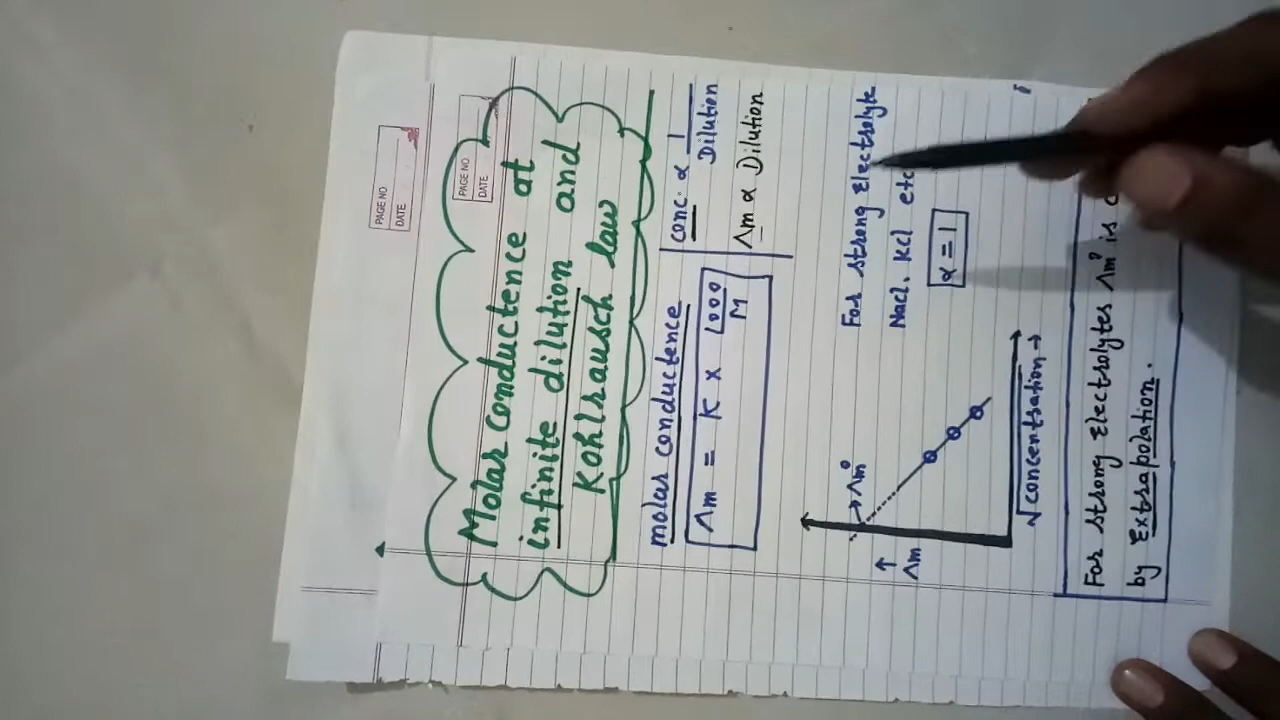 PAGE NO
DATE
PAGE NO
DATE
Molar conductence at
infinite dilution and
Kohlrausch law
molar conductence
Λm = K × 1000/M
conc. ∝ 1/Dilution
Λm ∝ Dilution
For strong Electrolyte
Nacl, KCl etc
α = 1
→ Λm°
↑
Λm
√concentration →
For strong Electrolytes Λm° is
by Extrapolation.